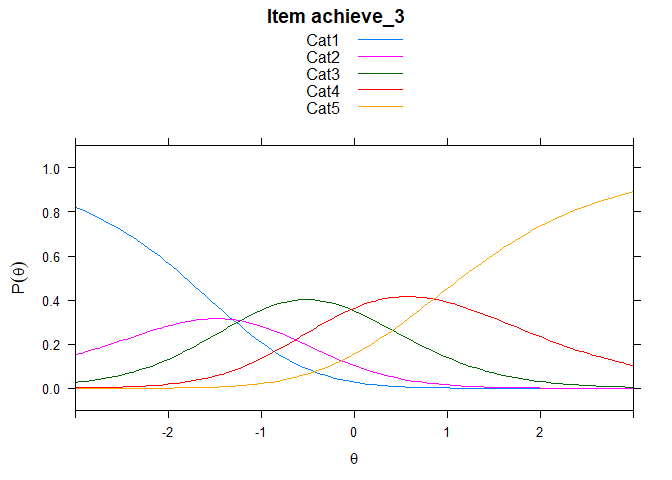 Item achieve_3
Cat1
Cat2
Cat3
Cat4
Cat5
1.0
0.8
0.6
0.4
0.2
0.0
P(θ)
-2 -1 0 1 2
θ